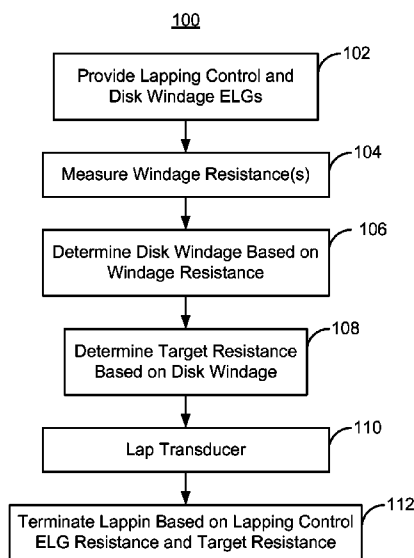 100
102
Provide Lapping Control and
Disk Windage ELGs
104
Measure Windage Resistance(s)
106
Determine Disk Windage Based on
Windage Resistance
108
Determine Target Resistance
Based on Disk Windage
110
Lap Transducer
112
Terminate Lappin Based on Lapping Control
ELG Resistance and Target Resistance